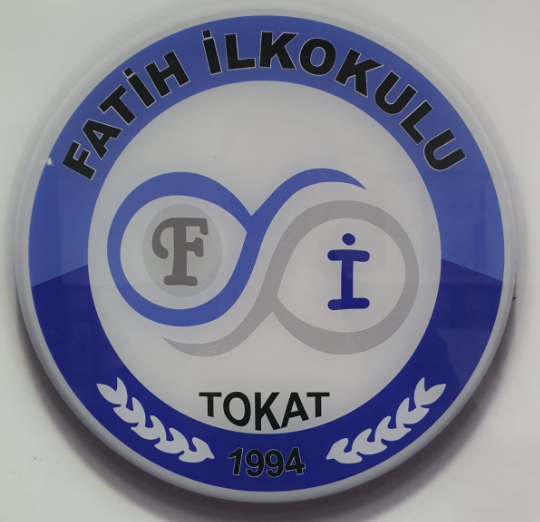 FATİH İLKOKULU
F İ
TOKAT
1994